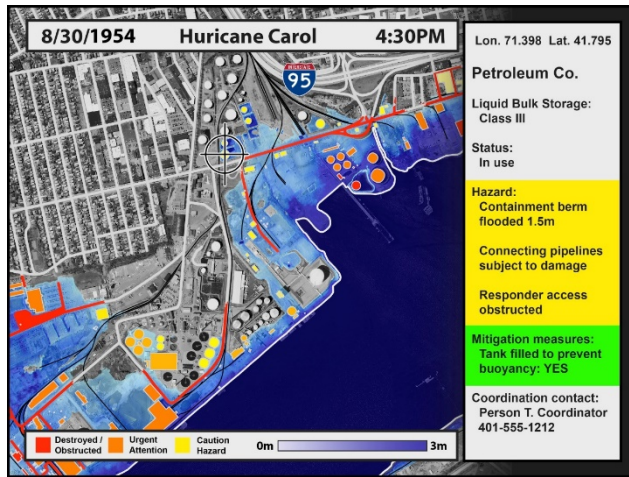 8/30/1954 Huricane Carol 4:30PM
95
Lon. 71.398 Lat. 41.795
Petroleum Co.
Liquid Bulk Storage:
Class III
Status:
In use
Hazard:
Containment berm
flooded 1.5m
Connecting pipelines
subject to damage
Responder access
obstructed
Mitigation measures:
Tank filled to prevent
buoyancy: YES
Coordination contact:
Person T. Coordinator
401-555-1212
Destroyed /
Obstructed
Urgent
Attention
Caution
Hazard
0m
3m